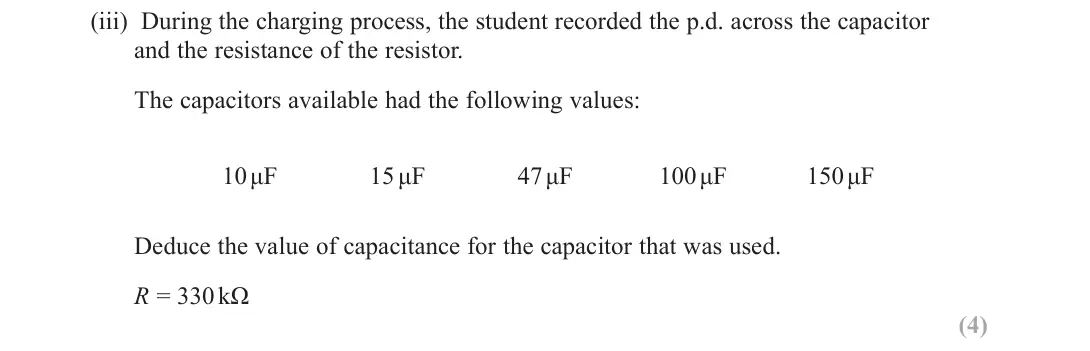 (iii) During the charging process, the student recorded the p.d. across the capacitor
and the resistance of the resistor.
The capacitors available had the following values:
10 μF 15 μF 47 μF 100 μF 150 μF
Deduce the value of capacitance for the capacitor that was used.
R = 330 kΩ
(4)